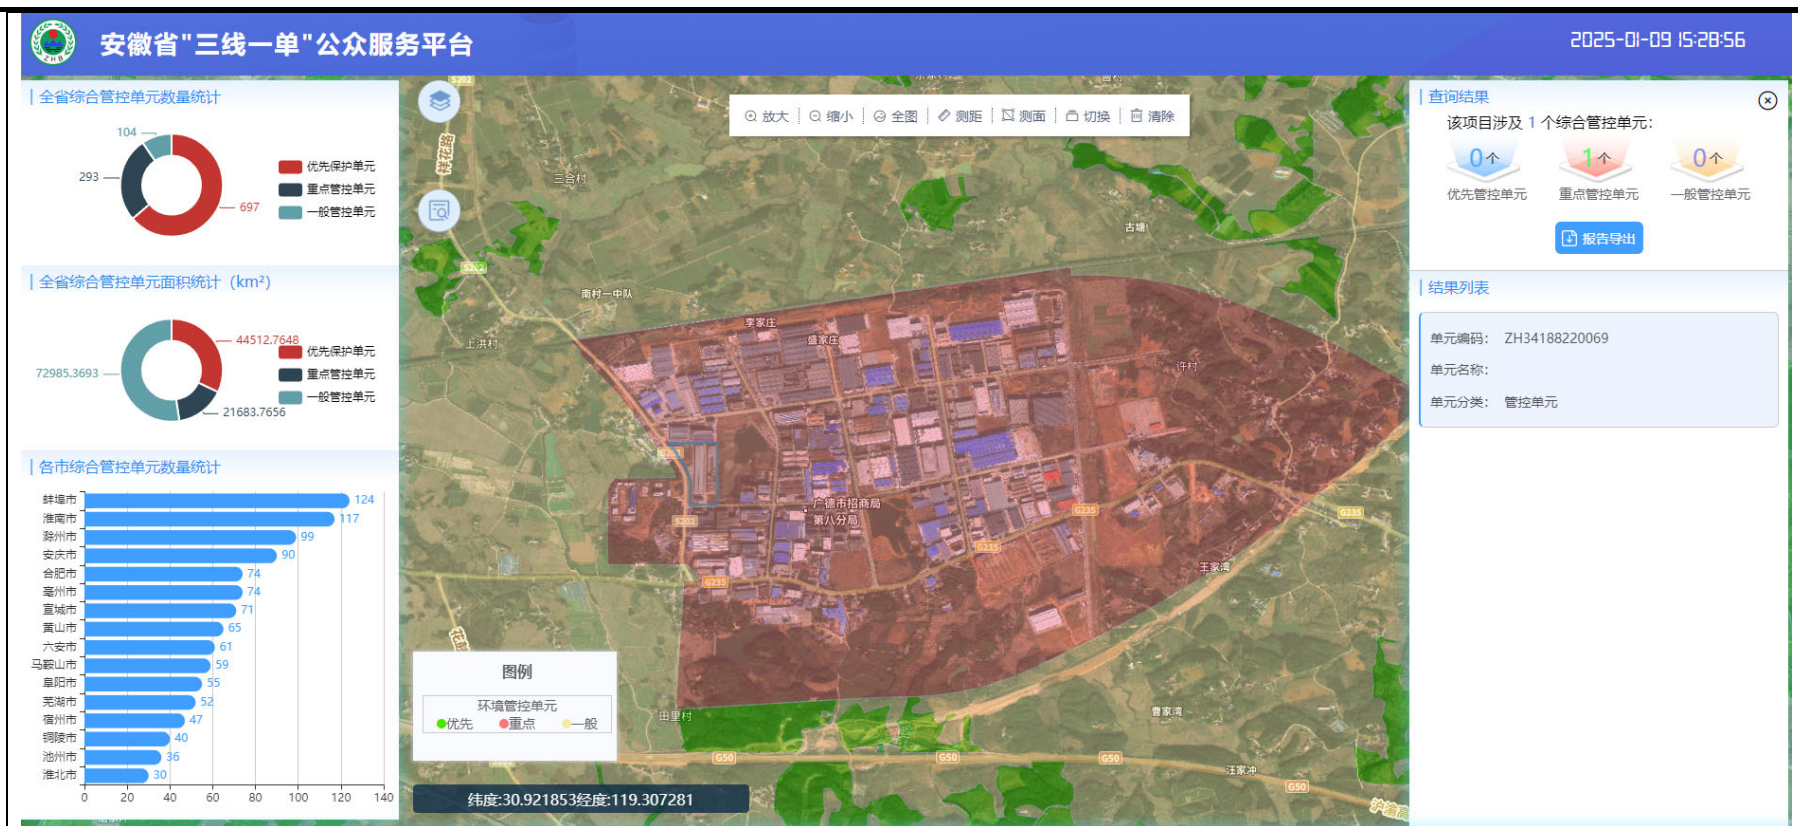 安徽省"三线一单"公众服务平台
2025-01-09 15:28:56
ZHB
全省综合管控单元数量统计
104
293
697
优先保护单元
重点管控单元
一般管控单元
全省综合管控单元面积统计（km²）
44512.7648
72985.3693
21683.7656
优先保护单元
重点管控单元
一般管控单元
各市综合管控单元数量统计
蚌埠市 124
淮南市 117
滁州市 99
安庆市 90
合肥市 74
亳州市 74
宣城市 71
黄山市 65
六安市 61
马鞍山市 59
阜阳市 55
芜湖市 52
宿州市 47
铜陵市 40
池州市 36
淮北市 30
0 20 40 60 80 100 120 140
放大 缩小 全图 测距 测面 切换 清除
S202
三合村
古塘
S202
南村一中队
上洪村
李家庄
盛家庄
许村
广德市招商局
第八分局
S202
G235
G235
G235
G235
王家湾
田里村
曹家湾
汪家冲
G50
G50
G50
G50
图例
环境管控单元
优先 重点 一般
纬度:30.921853经度:119.307281
查询结果
该项目涉及 1 个综合管控单元：
0个 1个 0个
优先管控单元 重点管控单元 一般管控单元
报告导出
结果列表
单元编码： ZH34188220069
单元名称：
单元分类： 管控单元